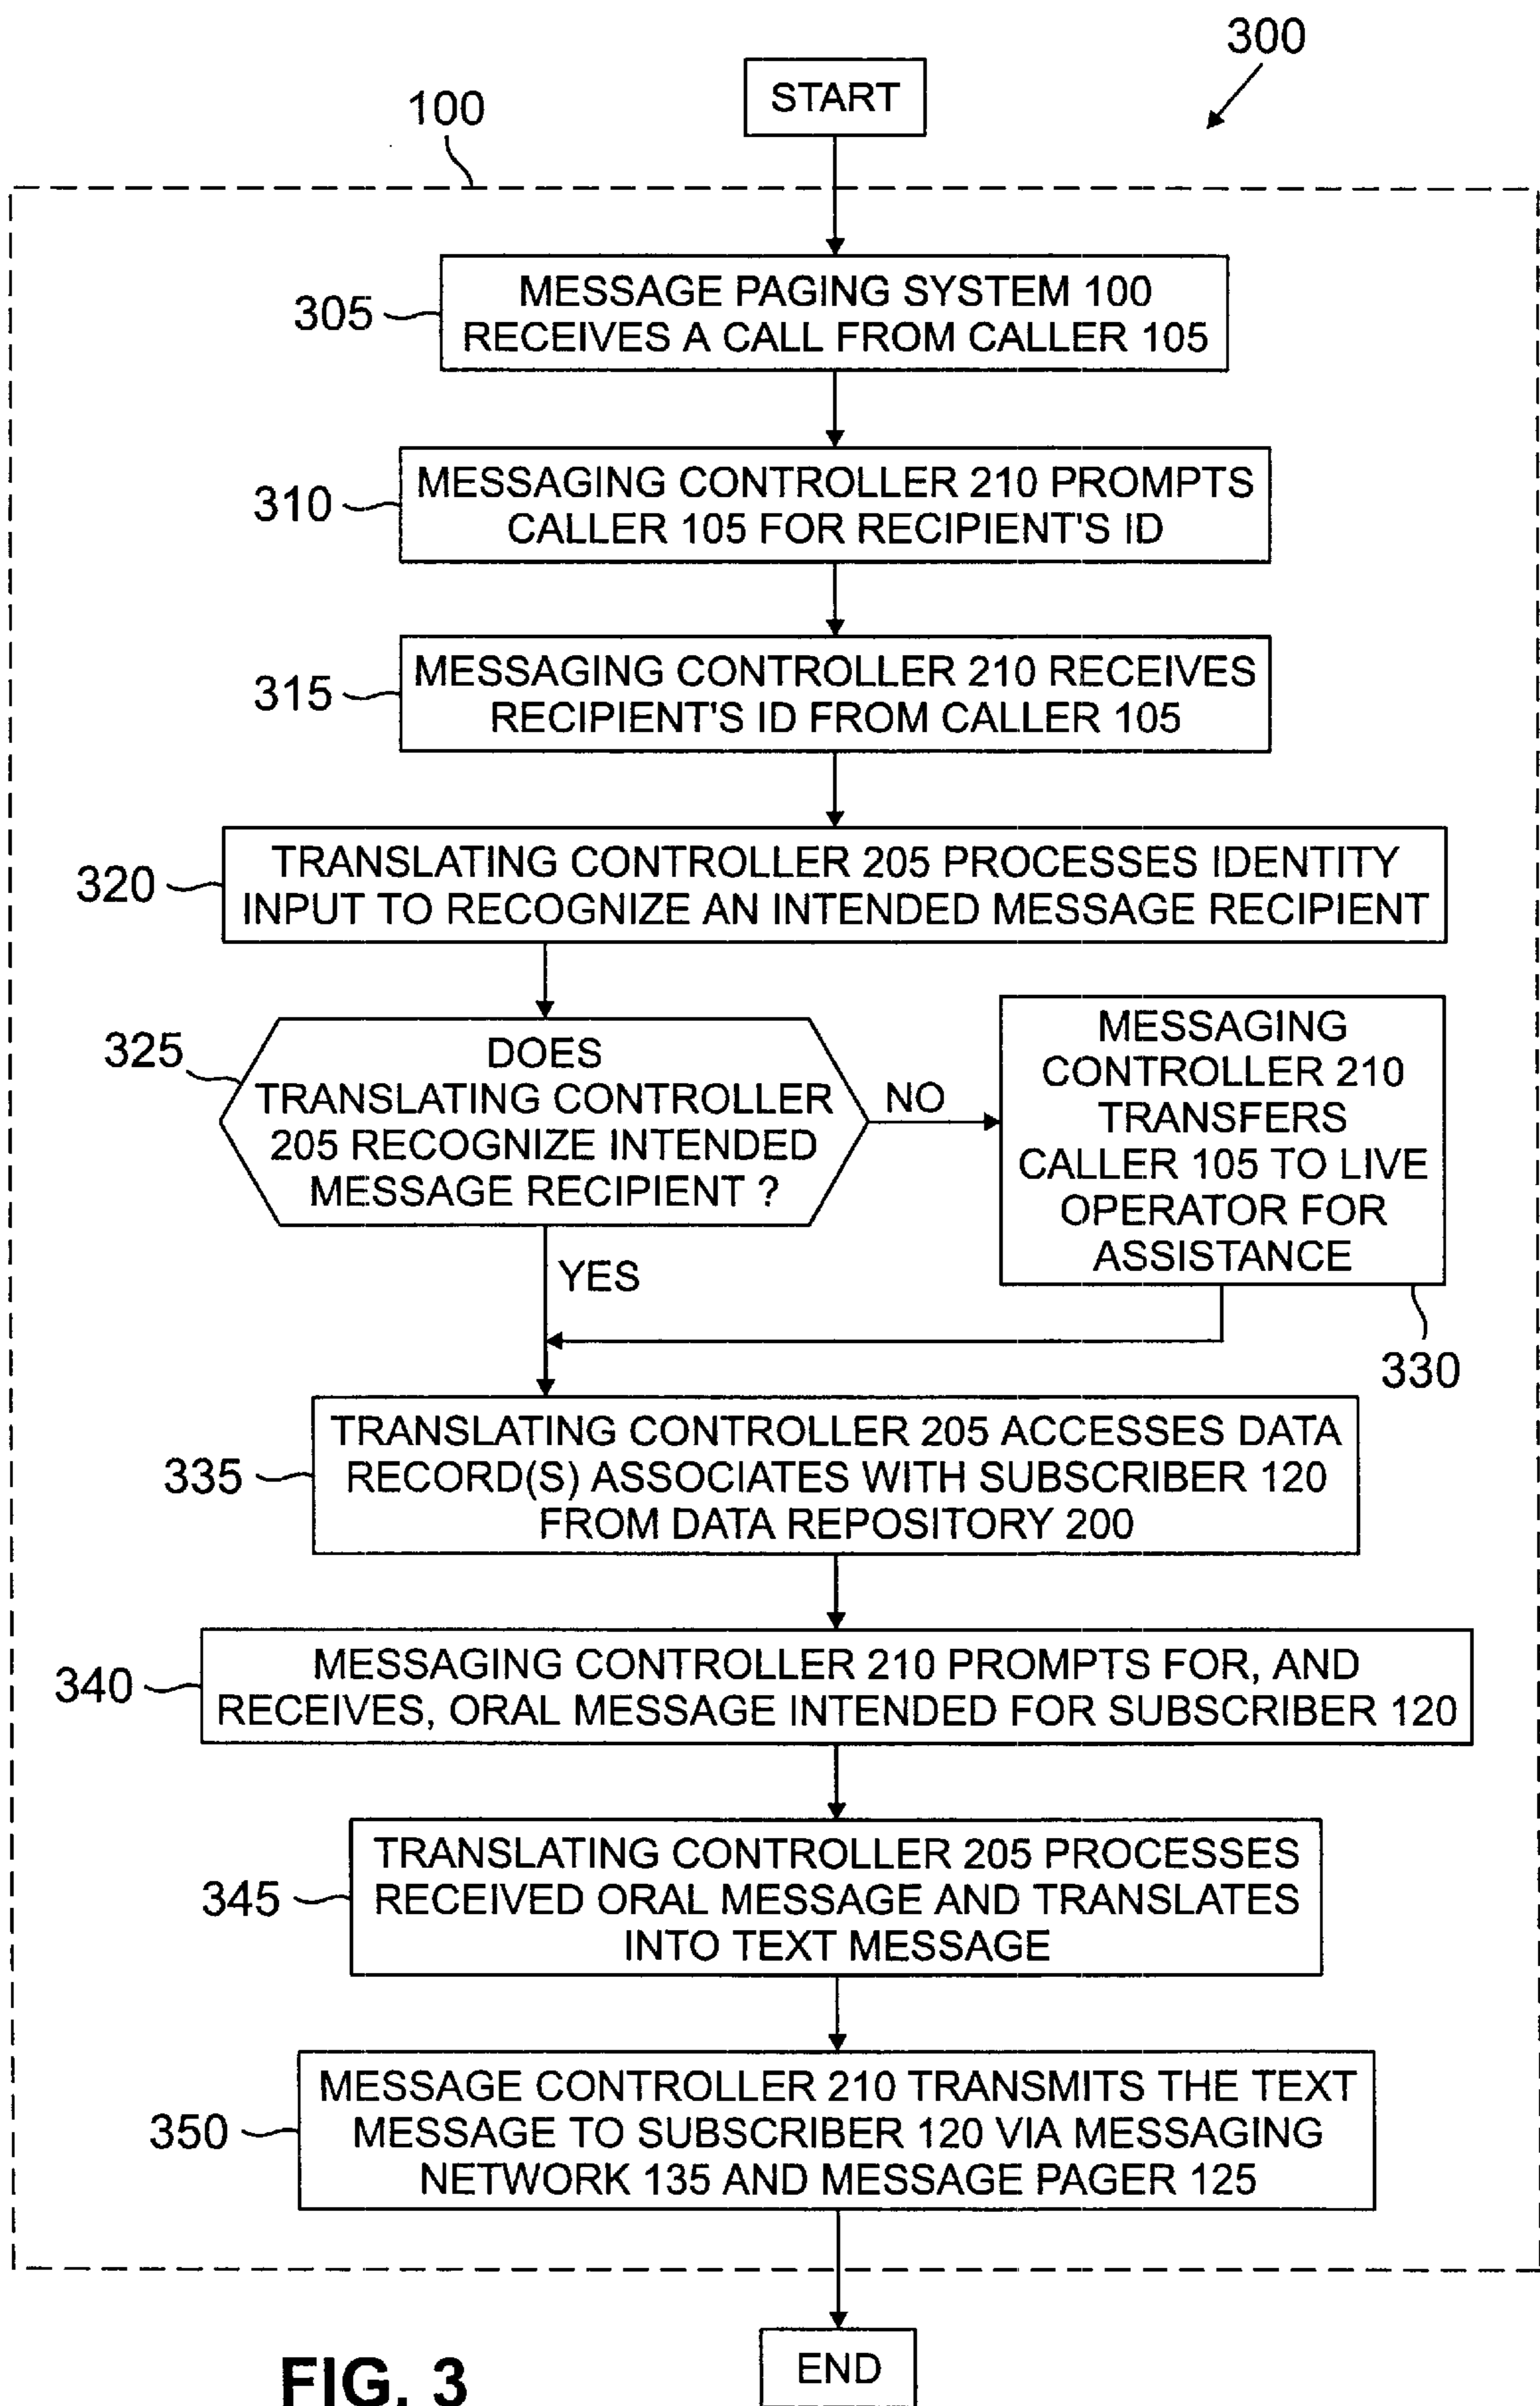 300
START
100
305
MESSAGE PAGING SYSTEM 100
RECEIVES A CALL FROM CALLER 105
310
MESSAGING CONTROLLER 210 PROMPTS
CALLER 105 FOR RECIPIENT'S ID
315
MESSAGING CONTROLLER 210 RECEIVES
RECIPIENT'S ID FROM CALLER 105
320
TRANSLATING CONTROLLER 205 PROCESSES IDENTITY
INPUT TO RECOGNIZE AN INTENDED MESSAGE RECIPIENT
325
DOES
TRANSLATING CONTROLLER
205 RECOGNIZE INTENDED
MESSAGE RECIPIENT ?
NO
MESSAGING
CONTROLLER 210
TRANSFERS
CALLER 105 TO LIVE
OPERATOR FOR
ASSISTANCE
YES
330
335
TRANSLATING CONTROLLER 205 ACCESSES DATA
RECORD(S) ASSOCIATES WITH SUBSCRIBER 120
FROM DATA REPOSITORY 200
340
MESSAGING CONTROLLER 210 PROMPTS FOR, AND
RECEIVES, ORAL MESSAGE INTENDED FOR SUBSCRIBER 120
345
TRANSLATING CONTROLLER 205 PROCESSES
RECEIVED ORAL MESSAGE AND TRANSLATES
INTO TEXT MESSAGE
350
MESSAGE CONTROLLER 210 TRANSMITS THE TEXT
MESSAGE TO SUBSCRIBER 120 VIA MESSAGING
NETWORK 135 AND MESSAGE PAGER 125
END
FIG. 3